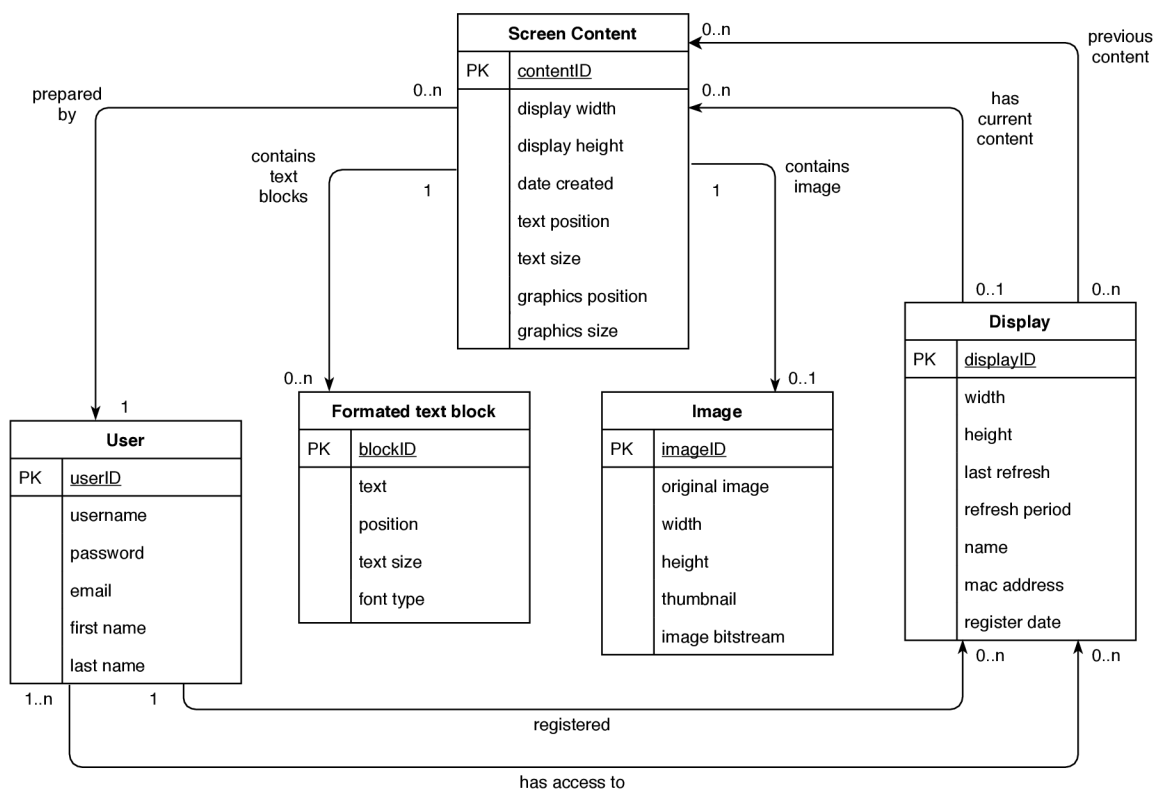 Screen Content
PK contentID
display width
display height
date created
text position
text size
graphics position
graphics size
0..n
previous
content
0..n
has
current
content
0..n
prepared
by
contains
text
blocks
1
1
contains
image
0..n
0..1
1
0..1
0..n
Display
PK displayID
width
height
last refresh
refresh period
name
mac address
register date
Formated text block
PK blockID
text
position
text size
font type
Image
PK imageID
original image
width
height
thumbnail
image bitstream
User
PK userID
username
password
email
first name
last name
1..n
1
0..n
0..n
registered
has access to